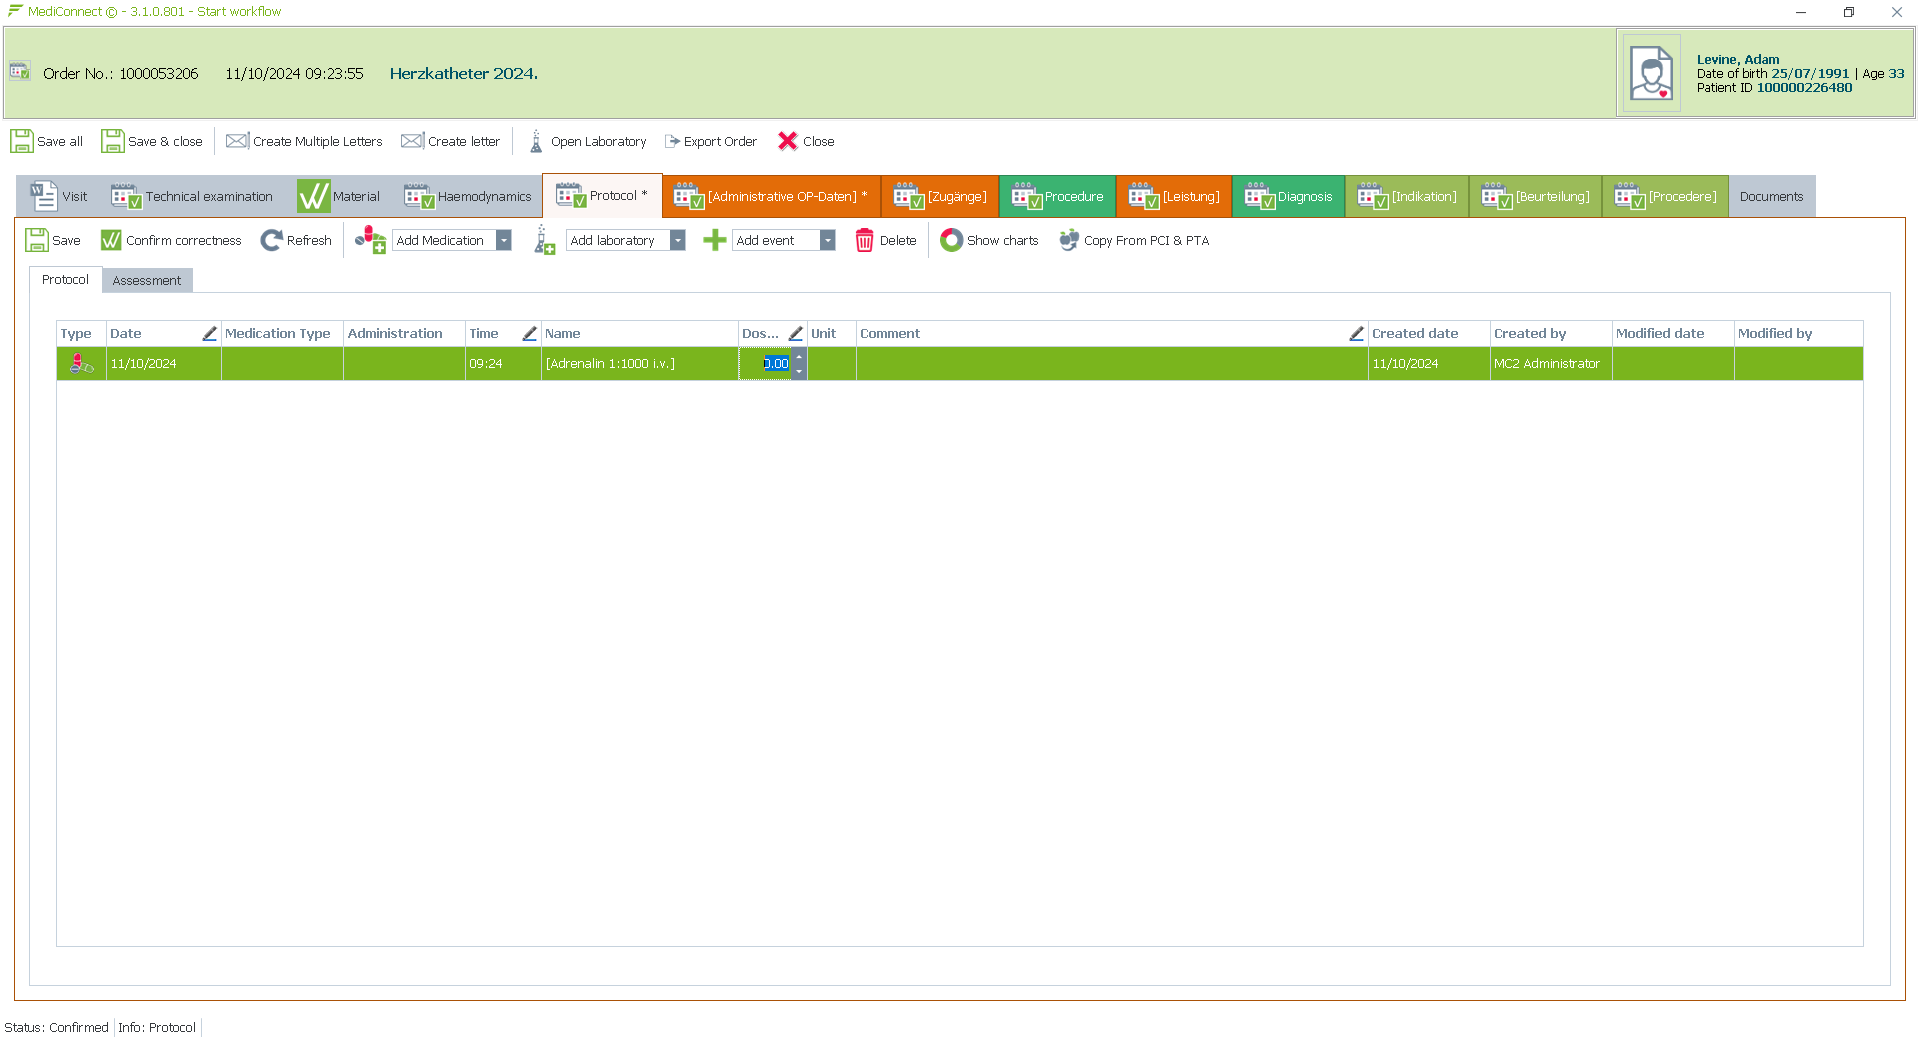 MediConnect © - 3.1.0.801 - Start workflow
Order No.: 1000053206 11/10/2024 09:23:55 Herzkatheter 2024.
Levine, Adam
Date of birth 25/07/1991 | Age 33
Patient ID 100000226480
Save all Save & close Create Multiple Letters Create letter Open Laboratory Export Order Close
Visit Technical examination Material Haemodynamics Protocol * [Administrative OP-Daten] * [Zugänge] Procedure [Leistung] Diagnosis [Indikation] [Beurteilung] [Procedere] Documents
Save Confirm correctness Refresh Add Medication Add laboratory Add event Delete Show charts Copy From PCI & PTA
Protocol Assessment
Type Date Medication Type Administration Time Name Dos... Unit Comment Created date Created by Modified date Modified by
11/10/2024 09:24 [Adrenalin 1:1000 i.v.] 0.00 11/10/2024 MC2 Administrator
Status: Confirmed Info: Protocol